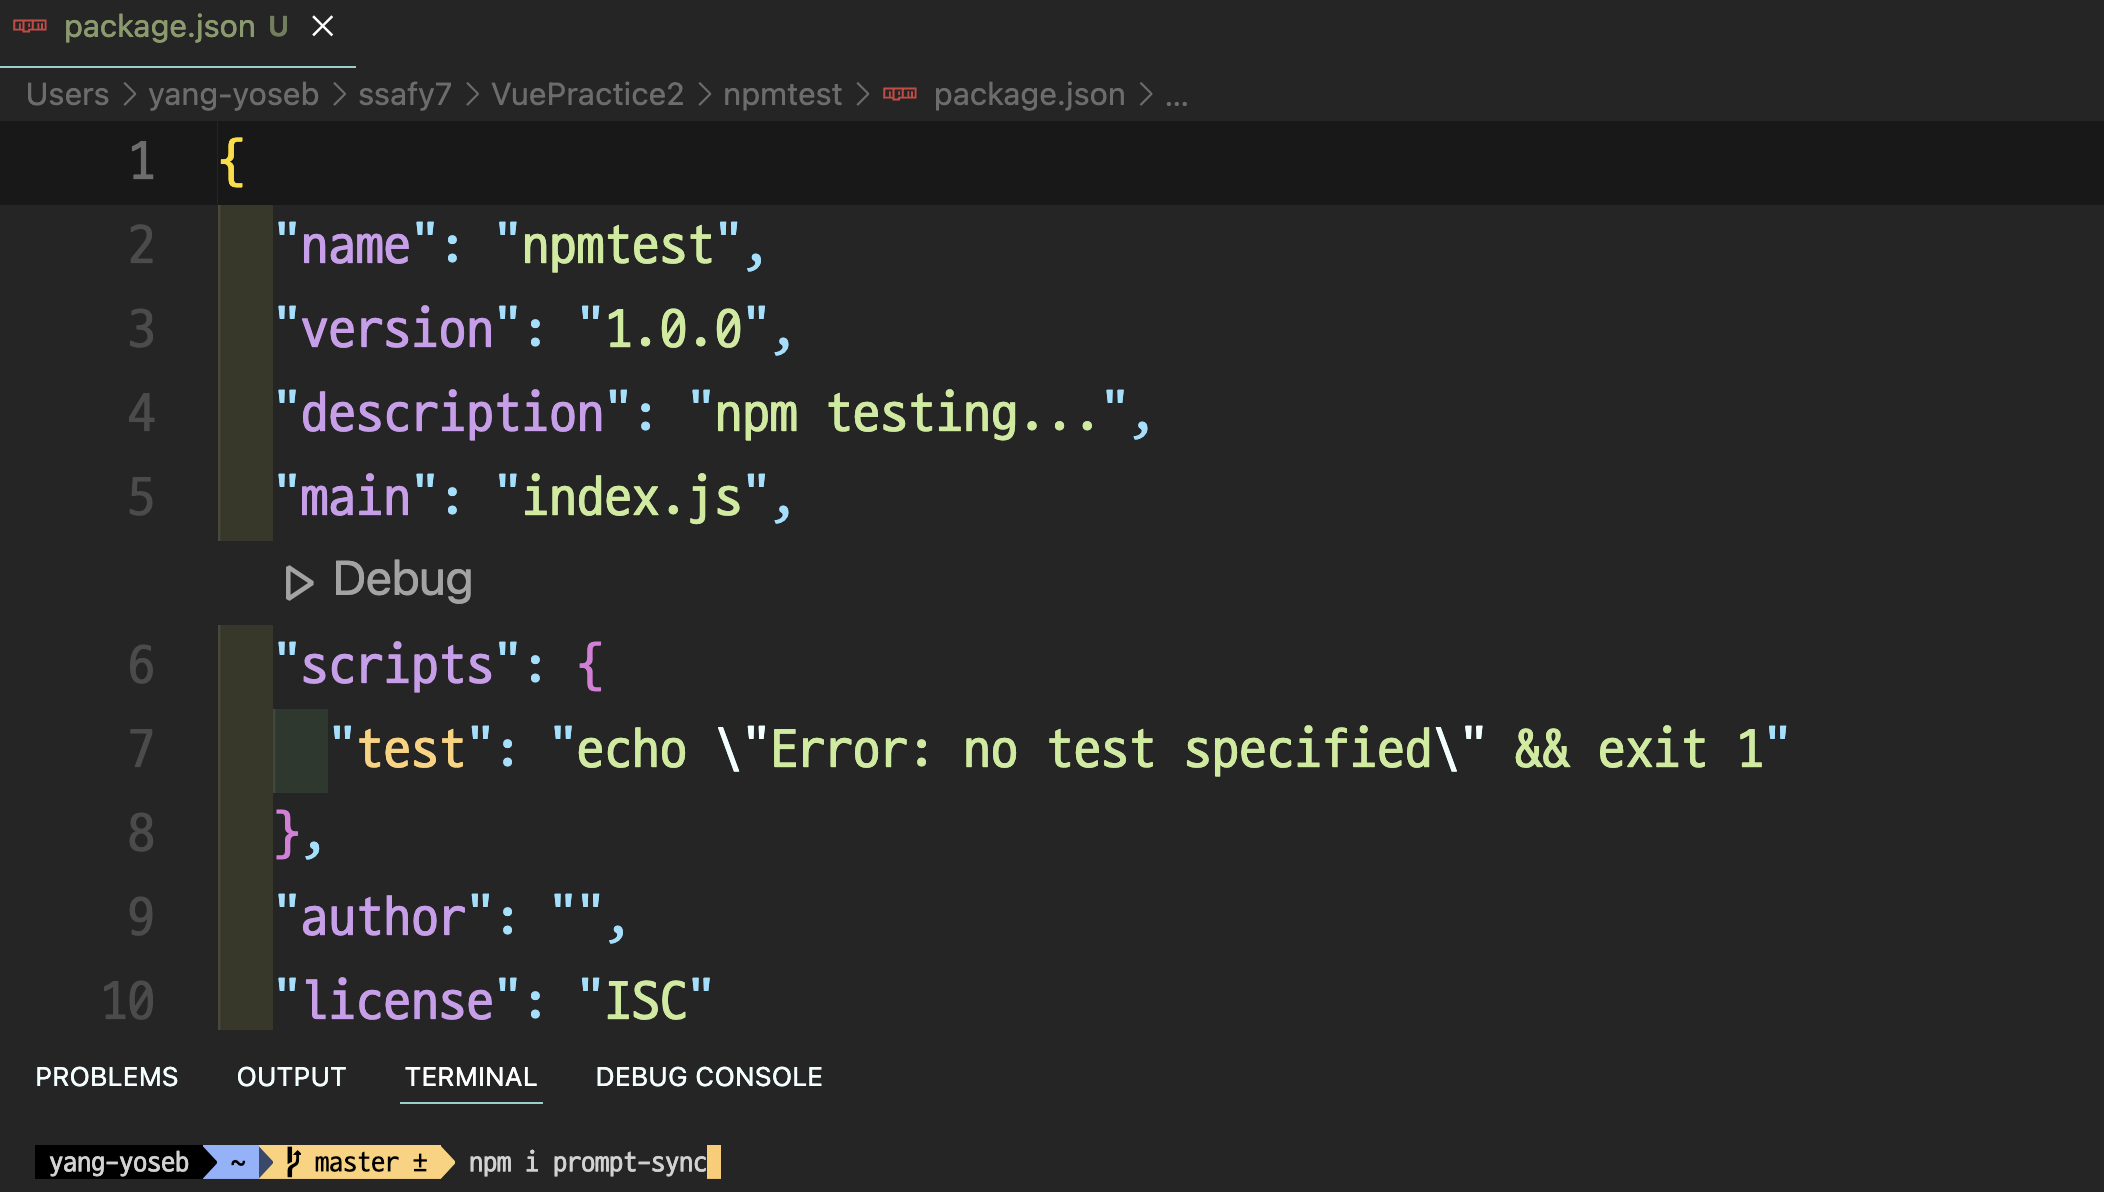 package.json U
Users > yang-yoseb > ssafy7 > VuePractice2 > npmtest > package.json > ...
1 {
2 "name": "npmtest",
3 "version": "1.0.0",
4 "description": "npm testing...",
5 "main": "index.js",
Debug
6 "scripts": {
7 "test": "echo \"Error: no test specified\" && exit 1"
8 },
9 "author": "",
10 "license": "ISC"
PROBLEMS OUTPUT TERMINAL DEBUG CONSOLE
yang-yoseb ~ master ± npm i prompt-sync